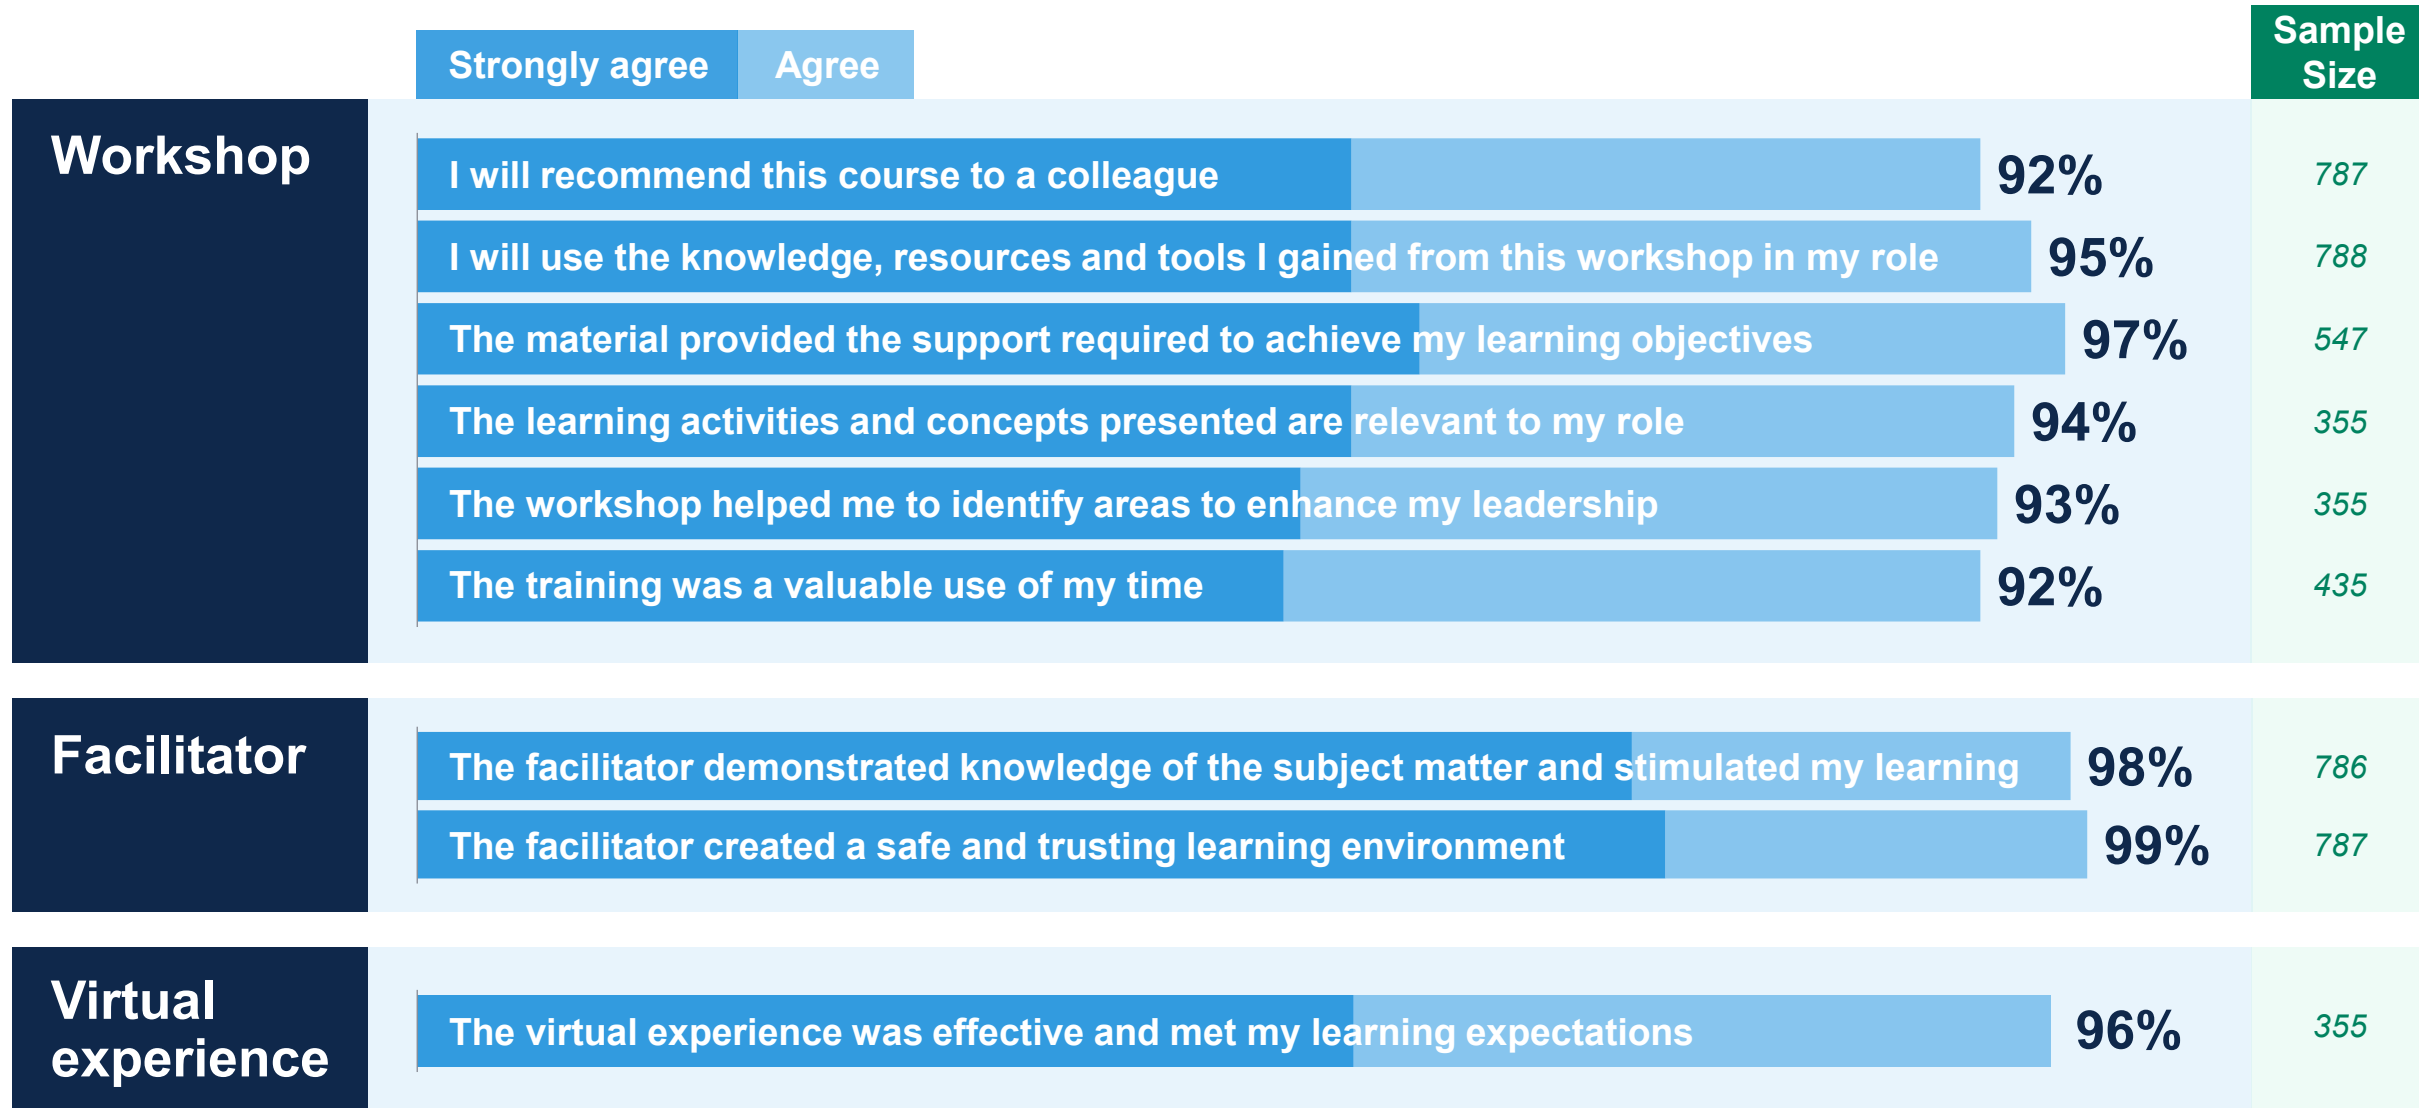 Strongly agree Agree
Sample
Size
Workshop
I will recommend this course to a colleague 92% 787
I will use the knowledge, resources and tools I gained from this workshop in my role 95% 788
The material provided the support required to achieve my learning objectives 97% 547
The learning activities and concepts presented are relevant to my role 94% 355
The workshop helped me to identify areas to enhance my leadership 93% 355
The training was a valuable use of my time 92% 435
Facilitator
The facilitator demonstrated knowledge of the subject matter and stimulated my learning 98% 786
The facilitator created a safe and trusting learning environment 99% 787
Virtual
experience
The virtual experience was effective and met my learning expectations 96% 355